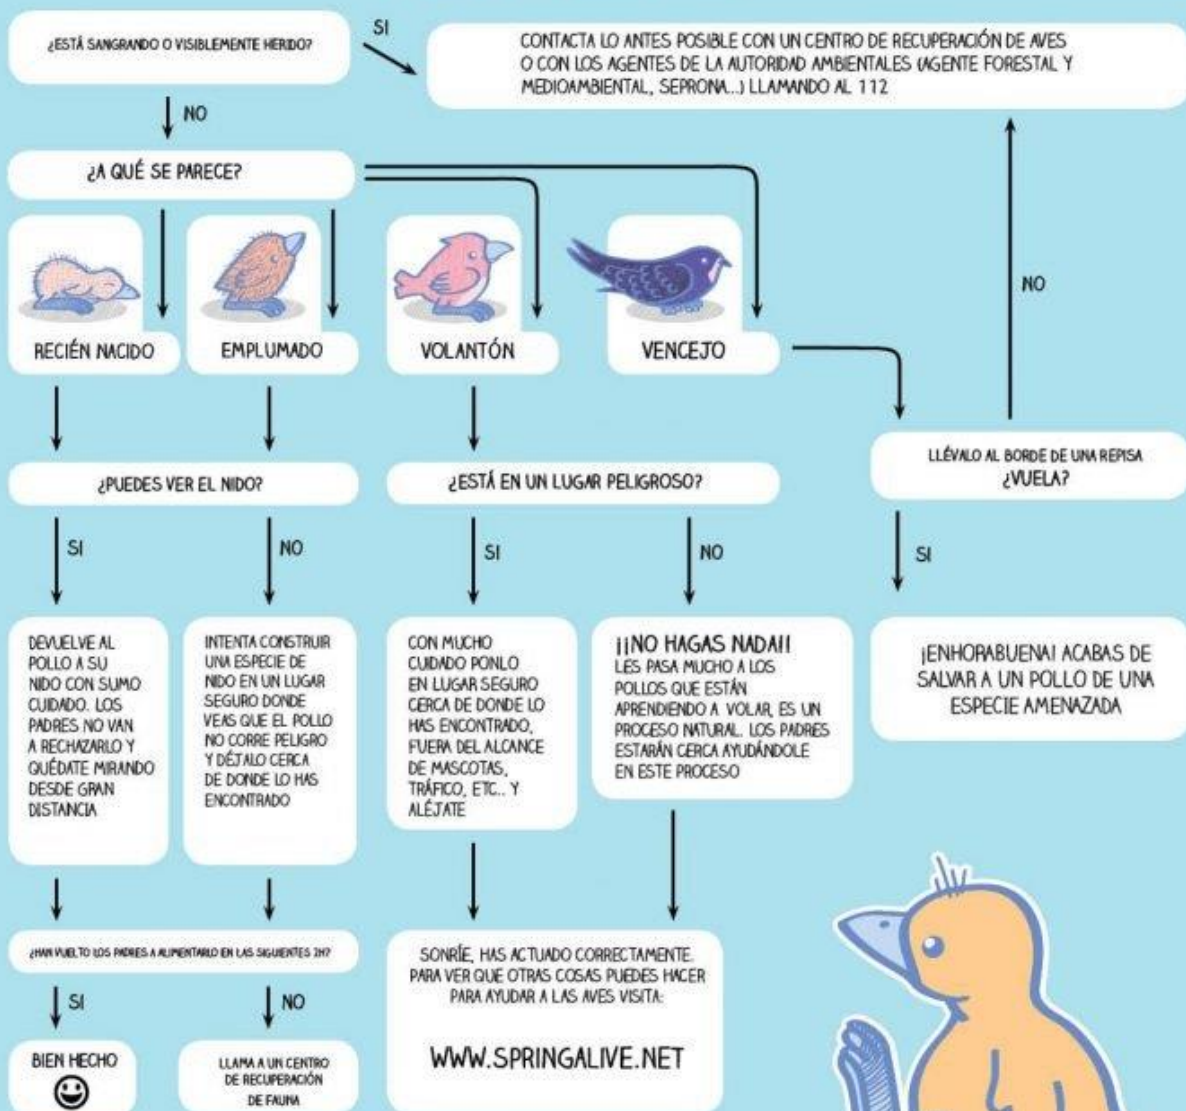 ¿ESTÁ SANGRANDO O VISIBLEMENTE HERIDO?
SI
CONTACTA LO ANTES POSIBLE CON UN CENTRO DE RECUPERACIÓN DE AVES
O CON LOS AGENTES DE LA AUTORIDAD AMBIENTALES (AGENTE FORESTAL Y
MEDIOAMBIENTAL, SEPRONA...) LLAMANDO AL 112
NO
¿A QUÉ SE PARECE?
RECIÉN NACIDO
EMPLUMADO
VOLANTÓN
VENCEJO
NO
¿PUEDES VER EL NIDO?
¿ESTÁ EN UN LUGAR PELIGROSO?
LLÉVALO AL BORDE DE UNA REPISA
¿VUELA?
SI
NO
SI
NO
SI
DEVUELVE AL
POLLO A SU
NIDO CON SUMO
CUIDADO. LOS
PADRES NO VAN
A RECHAZARLO Y
QUÉDATE MIRANDO
DESDE GRAN
DISTANCIA
INTENTA CONSTRUIR
UNA ESPECIE DE
NIDO EN UN LUGAR
SEGURO DONDE
VEAS QUE EL POLLO
NO CORRE PELIGRO
Y DÉJALO CERCA
DE DONDE LO HAS
ENCONTRADO
CON MUCHO
CUIDADO PONLO
EN LUGAR SEGURO
CERCA DE DONDE LO
HAS ENCONTRADO,
FUERA DEL ALCANCE
DE MASCOTAS,
TRÁFICO, ETC.. Y
ALÉJATE
¡¡NO HAGAS NADA!!
LES PASA MUCHO A LOS
POLLOS QUE ESTÁN
APRENDIENDO A VOLAR, ES UN
PROCESO NATURAL. LOS PADRES
ESTARÁN CERCA AYUDÁNDOLE
EN ESTE PROCESO
¡ENHORABUENA! ACABAS DE
SALVAR A UN POLLO DE UNA
ESPECIE AMENAZADA
¿HAN VUELTO LOS PADRES A ALIMENTARLO EN LAS SIGUIENTES 2H?
SI
NO
BIEN HECHO
LLAMA A UN CENTRO
DE RECUPERACIÓN
DE FAUNA
SONRÍE, HAS ACTUADO CORRECTAMENTE.
PARA VER QUE OTRAS COSAS PUEDES HACER
PARA AYUDAR A LAS AVES VISITA:
WWW.SPRINGALIVE.NET